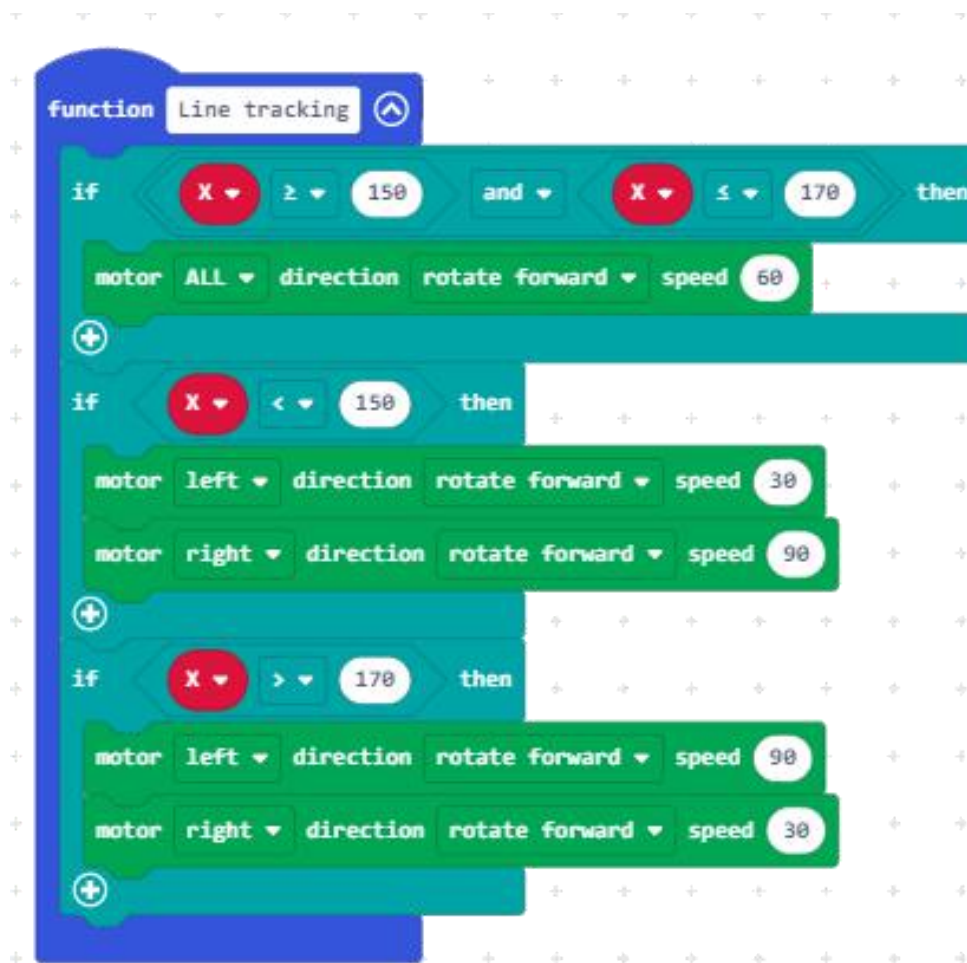 function Line tracking
if X ≥ 150 and X ≤ 170 then
motor ALL direction rotate forward speed 60
if X < 150 then
motor left direction rotate forward speed 30
motor right direction rotate forward speed 90
if X > 170 then
motor left direction rotate forward speed 90
motor right direction rotate forward speed 30